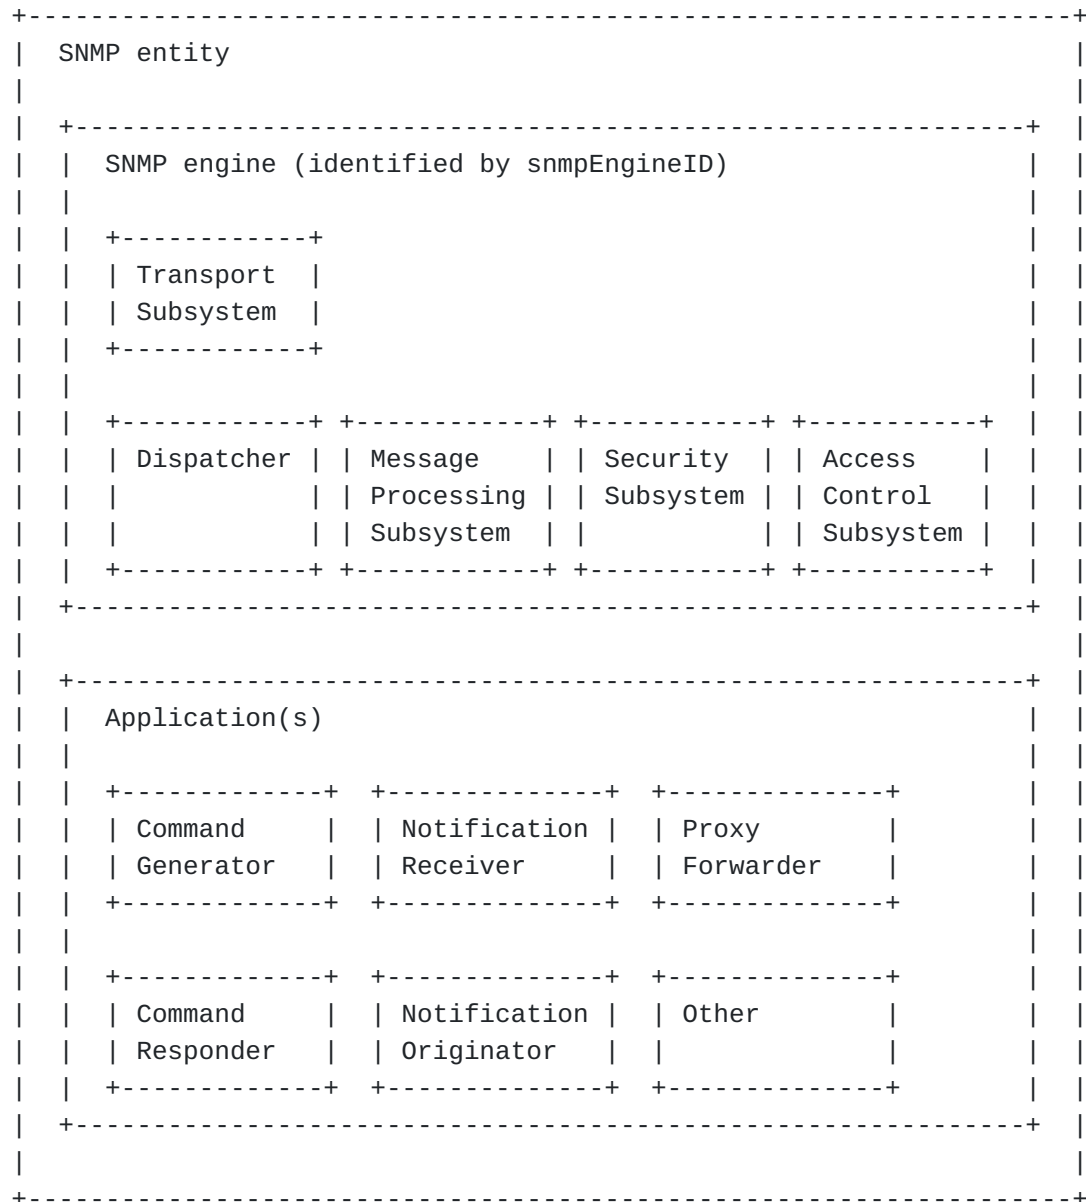 SNMP entity
SNMP engine (identified by snmpEngineID)
Transport
Subsystem
Dispatcher Message Security Access
Processing Subsystem Control
Subsystem Subsystem
Application(s)
Command Notification Proxy
Generator Receiver Forwarder
Command Notification Other
Responder Originator